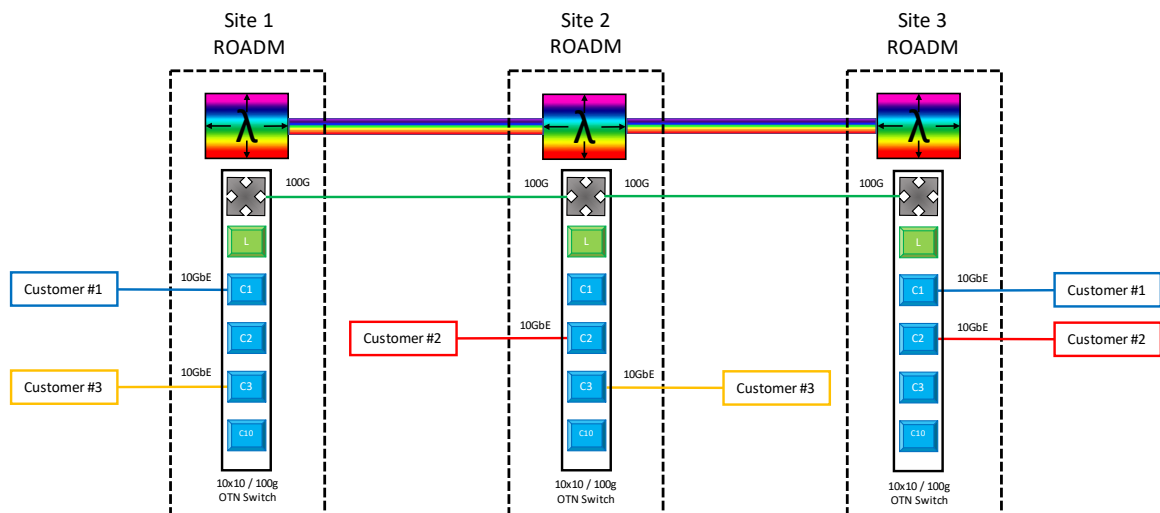 Site 1
ROADM
Site 2
ROADM
Site 3
ROADM
λ
λ
λ
100G
100G
100G
100G
L
L
L
10GbE
Customer #1
C1
C1
C1
10GbE
Customer #1
C2
10GbE
Customer #2
C2
C2
10GbE
Customer #2
10GbE
Customer #3
C3
C3
10GbE
Customer #3
C3
C10
C10
C10
10x10 / 100g
OTN Switch
10x10 / 100g
OTN Switch
10x10 / 100g
OTN Switch